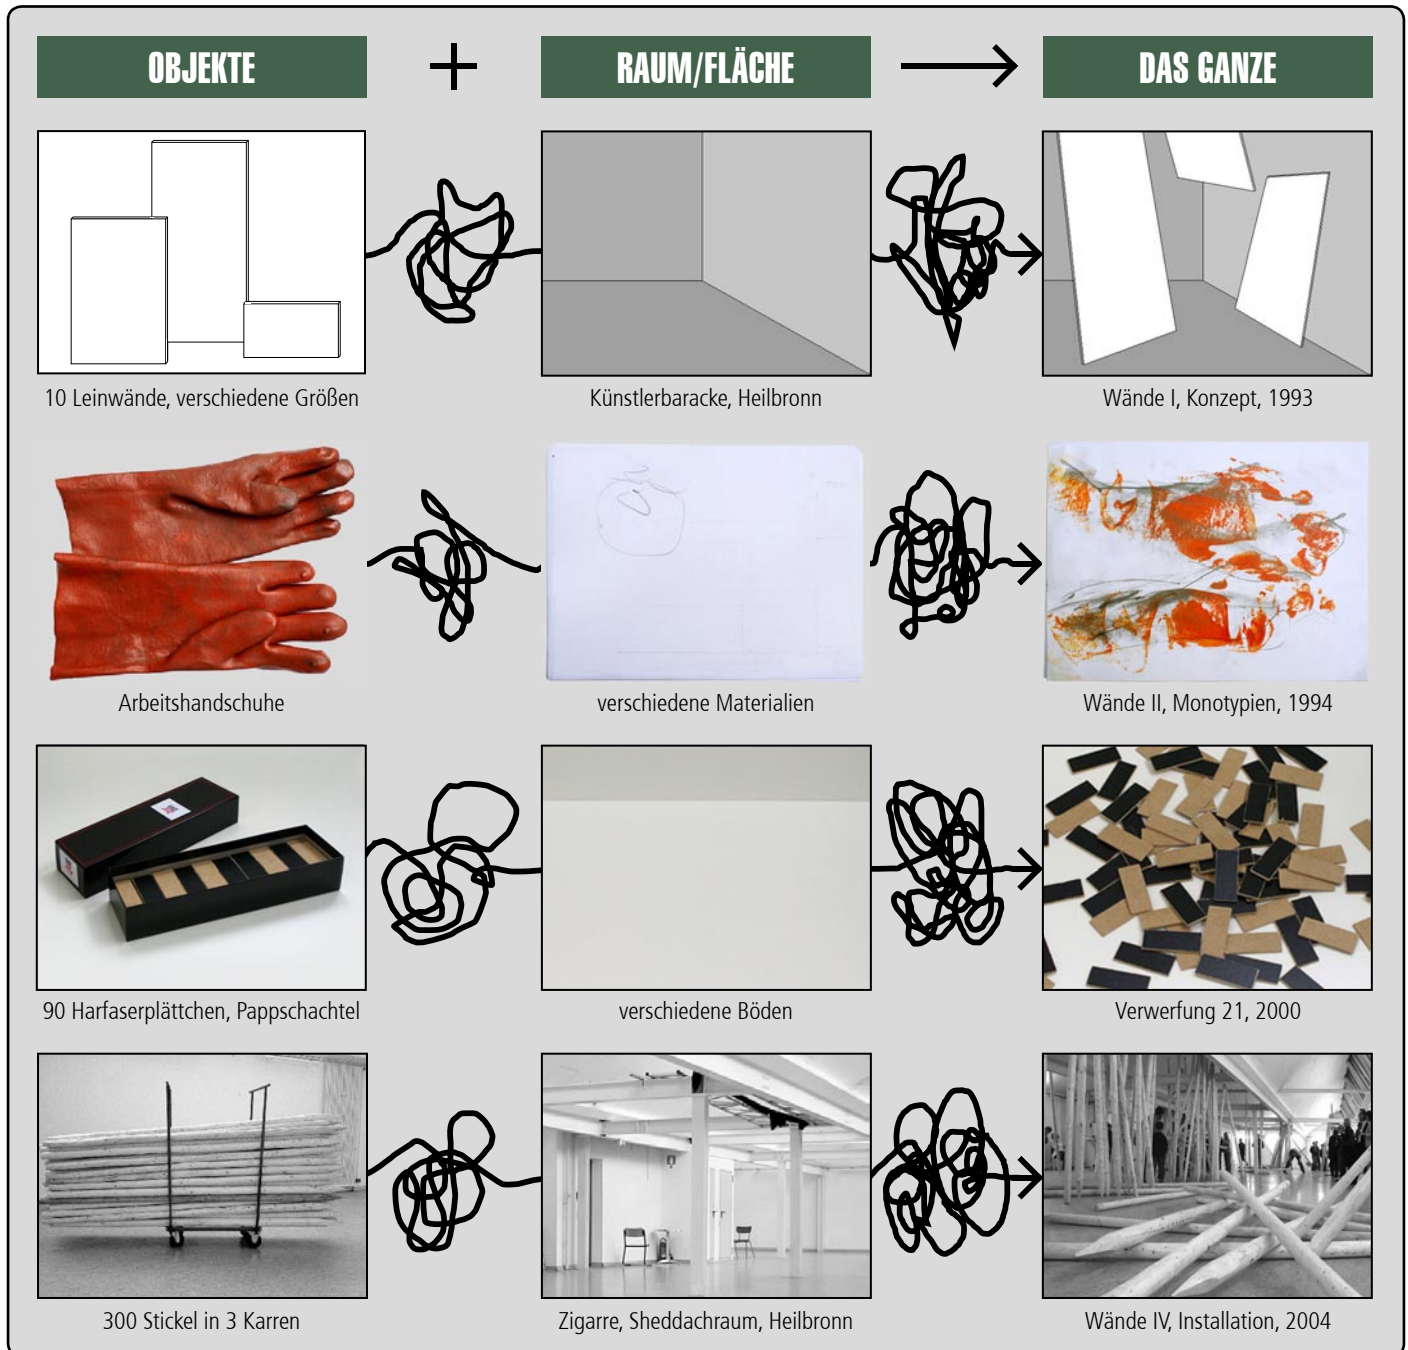 OBJEKTE + RAUM/FLÄCHE → DAS GANZE
10 Leinwände, verschiedene Größen
Künstlerbaracke, Heilbronn
Wände I, Konzept, 1993
Arbeitshandschuhe
verschiedene Materialien
Wände II, Monotypien, 1994
90 Harfaserplättchen, Pappschachtel
verschiedene Böden
Verwerfung 21, 2000
300 Stickel in 3 Karren
Zigarre, Sheddachraum, Heilbronn
Wände IV, Installation, 2004